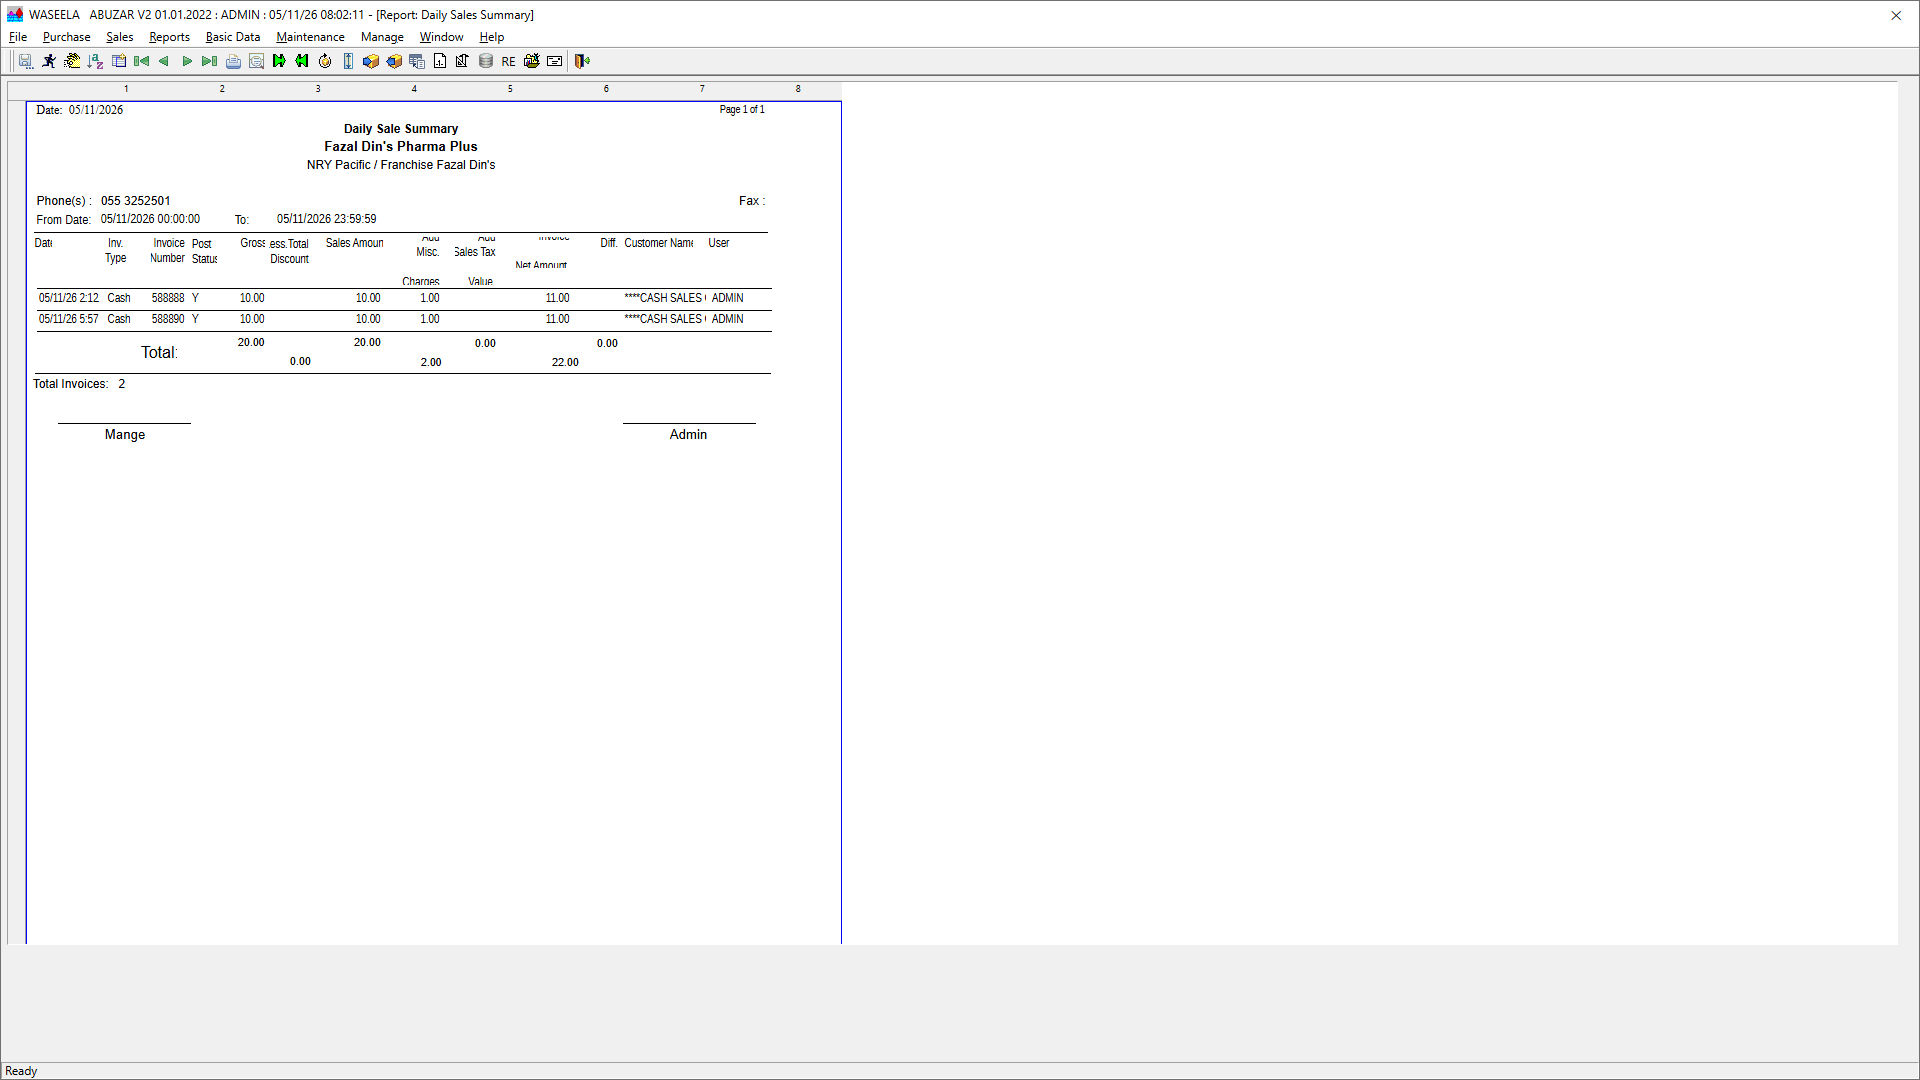 WASEELA ABUZAR V2 01.01.2022 : ADMIN : 05/11/26 08:02:11 - [Report: Daily Sales Summary]
File Purchase Sales Reports Basic Data Maintenance Manage Window Help
RE
1 2 3 4 5 6 7 8
Date: 05/11/2026 Page 1 of 1
Daily Sale Summary
Fazal Din's Pharma Plus
NRY Pacific / Franchise Fazal Din's
Phone(s) : 055 3252501 Fax :
From Date: 05/11/2026 00:00:00 To: 05/11/2026 23:59:59
Date Inv. Invoice Post Gross ess.Total Sales Amoun Add Add Invoice Diff. Customer Name User
Type Number Status Discount Misc. Sales Tax Net Amount
Charges Value
05/11/26 2:12 Cash 588888 Y 10.00 10.00 1.00 11.00 ****CASH SALES ADMIN
05/11/26 5:57 Cash 588890 Y 10.00 10.00 1.00 11.00 ****CASH SALES ADMIN
Total: 20.00 20.00 0.00 0.00
0.00 2.00 22.00
Total Invoices: 2
Mange Admin
Ready